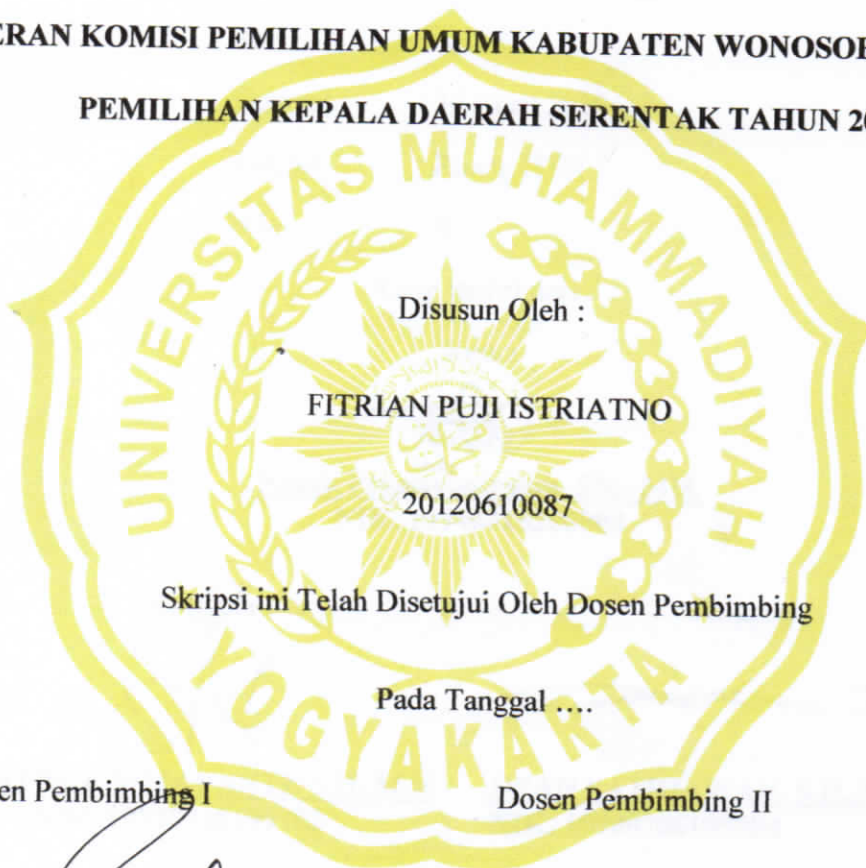 ERAN KOMISI PEMILIHAN UMUM KABUPATEN WONOSO
PEMILIHAN KEPALA DAERAH SERENTAK TAHUN 20
UNIVERSITAS MUHAMMADIYAH
Disusun Oleh :
FITRIAN PUJI ISTRIATNO
20120610087
Skripsi ini Telah Disetujui Oleh Dosen Pembimbing
YOGYAKARTA
Pada Tanggal ....
en Pembimbing I
Dosen Pembimbing II